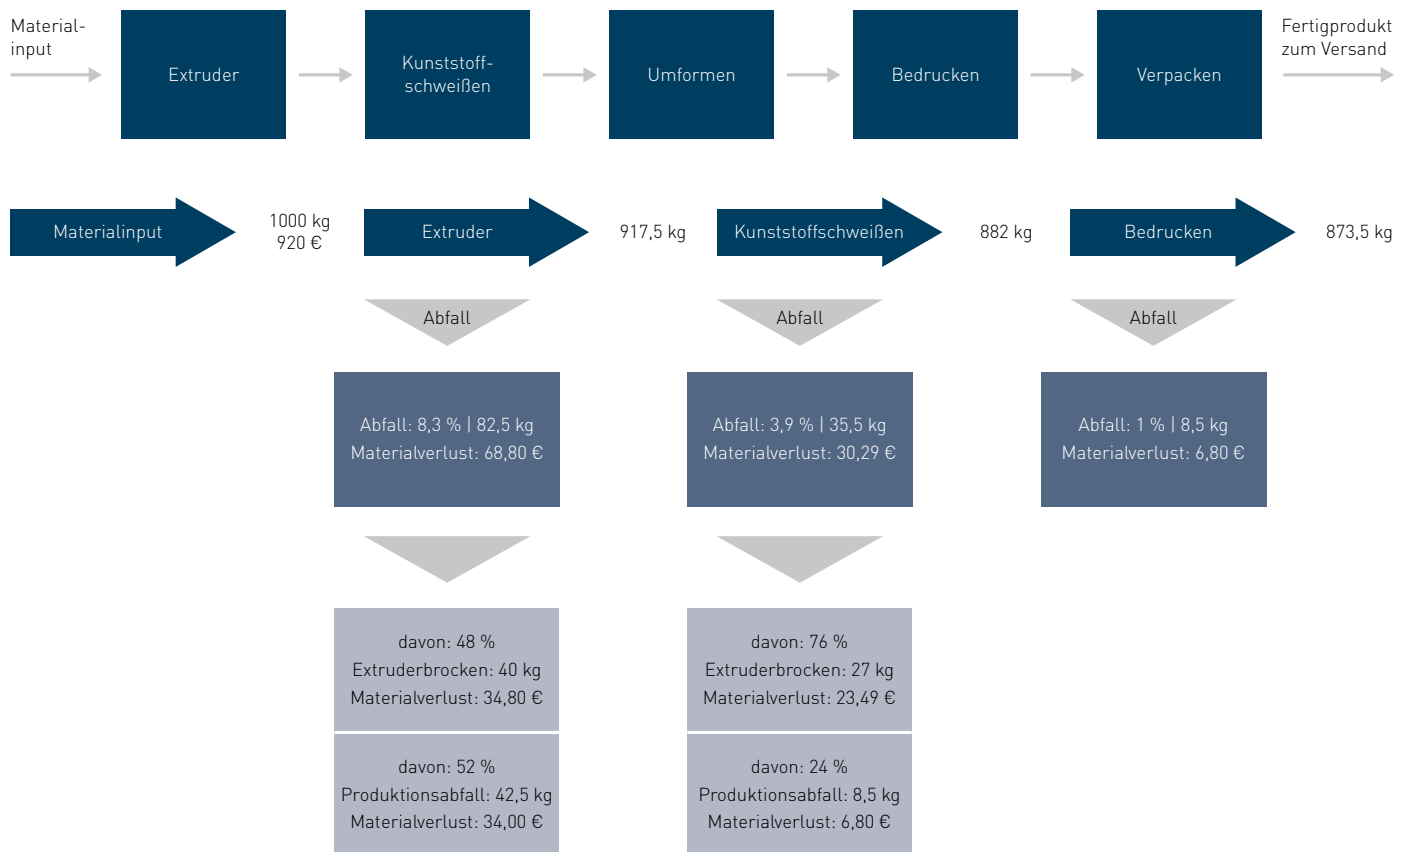 Material-
input
Extruder
Kunststoff-
schweißen
Umformen
Bedrucken
Verpacken
Fertigprodukt
zum Versand
Materialinput
1000 kg
920 €
Extruder
917,5 kg
Kunststoffschweißen
882 kg
Bedrucken
873,5 kg
Abfall
Abfall
Abfall
Abfall: 8,3 % | 82,5 kg
Materialverlust: 68,80 €
Abfall: 3,9 % | 35,5 kg
Materialverlust: 30,29 €
Abfall: 1 % | 8,5 kg
Materialverlust: 6,80 €
davon: 48 %
Extruderbrocken: 40 kg
Materialverlust: 34,80 €
davon: 76 %
Extruderbrocken: 27 kg
Materialverlust: 23,49 €
davon: 52 %
Produktionsabfall: 42,5 kg
Materialverlust: 34,00 €
davon: 24 %
Produktionsabfall: 8,5 kg
Materialverlust: 6,80 €